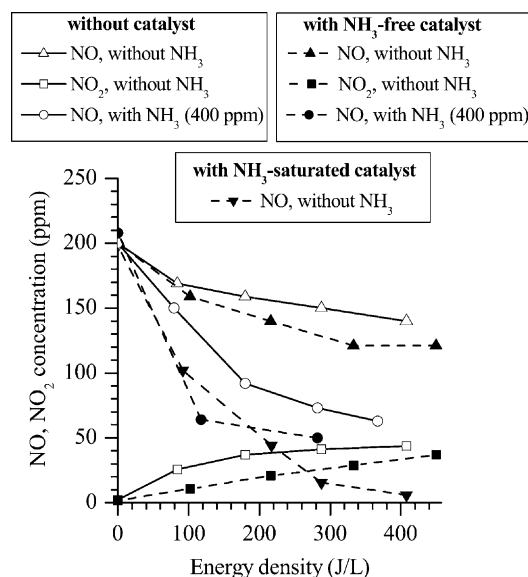 without catalyst
NO, without NH₃
NO₂, without NH₃
NO, with NH₃ (400 ppm)
with NH₃-free catalyst
NO, without NH₃
NO₂, without NH₃
NO, with NH₃ (400 ppm)
with NH₃-saturated catalyst
NO, without NH₃
NO, NO₂ concentration (ppm)
250
200
150
100
50
0
0 100 200 300 400
Energy density (J/L)